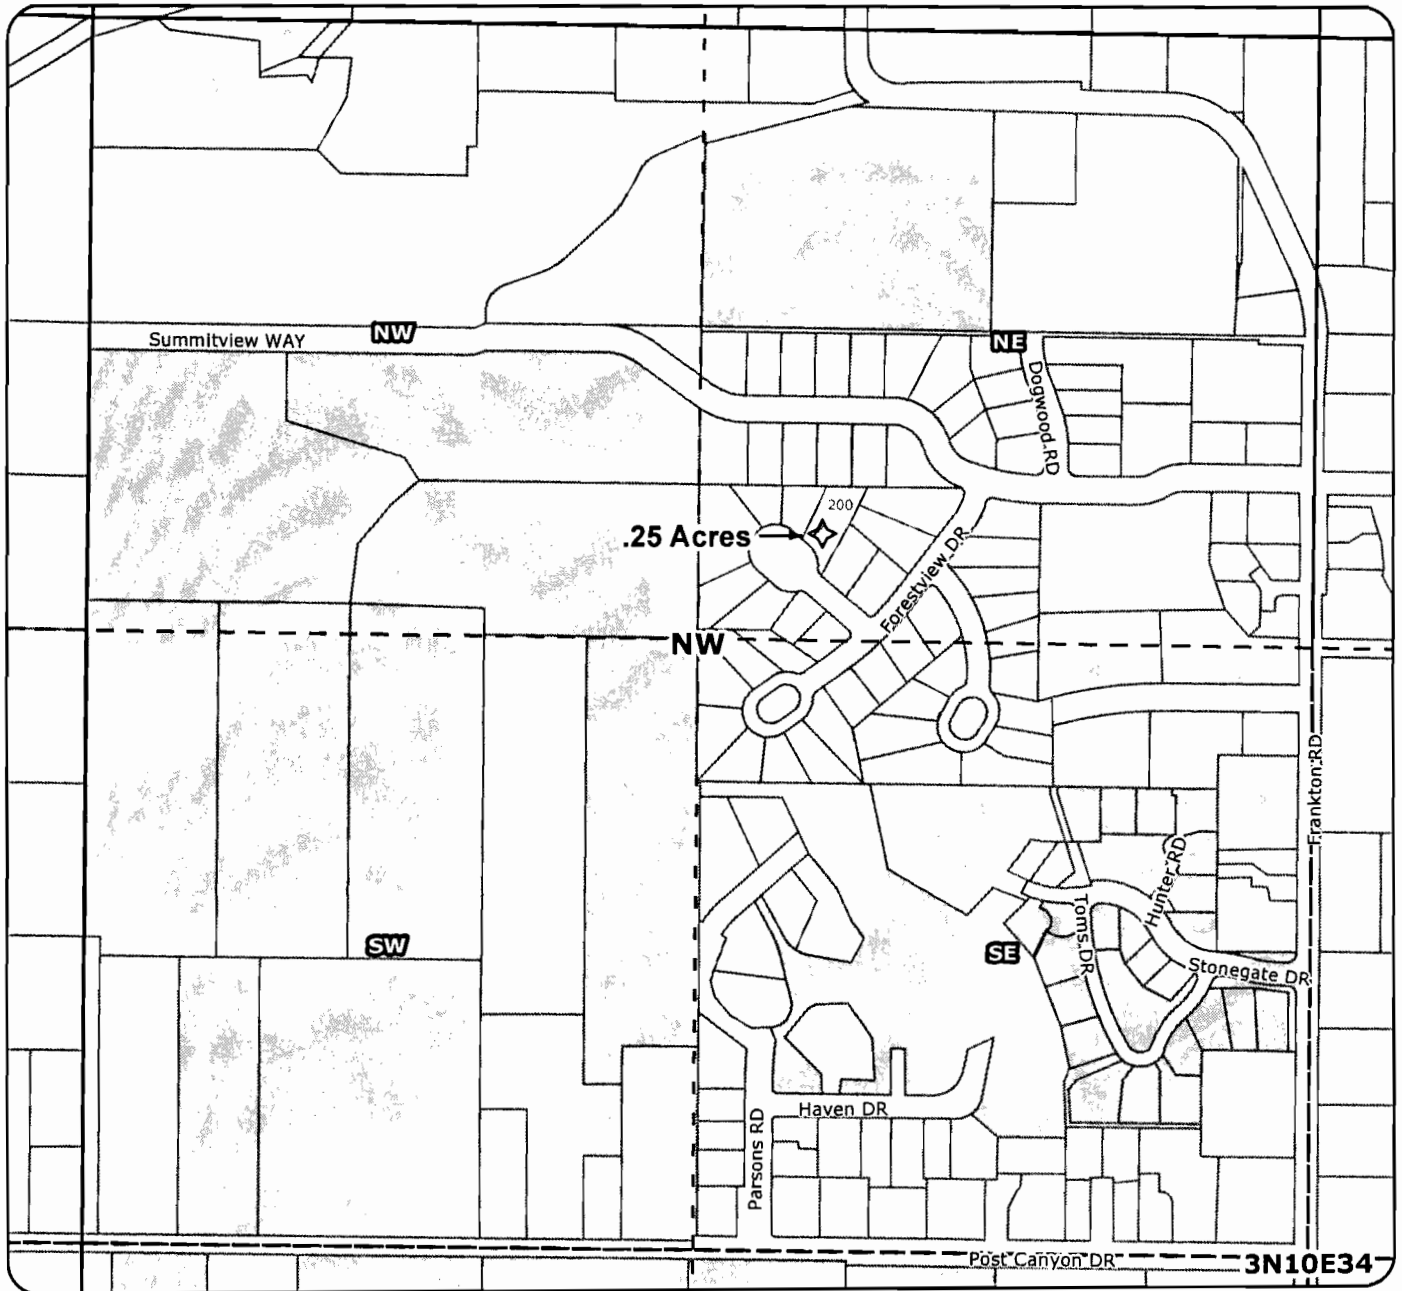 Summitview WAY
NW
NE
Dogwood RD
200
.25 Acres
Forestview DR
NW
Frankton RD
Hunter RD
Toms DR
SW
SE
Stonegate DR
Haven DR
Parsons RD
Post Canyon DR
3N10E34